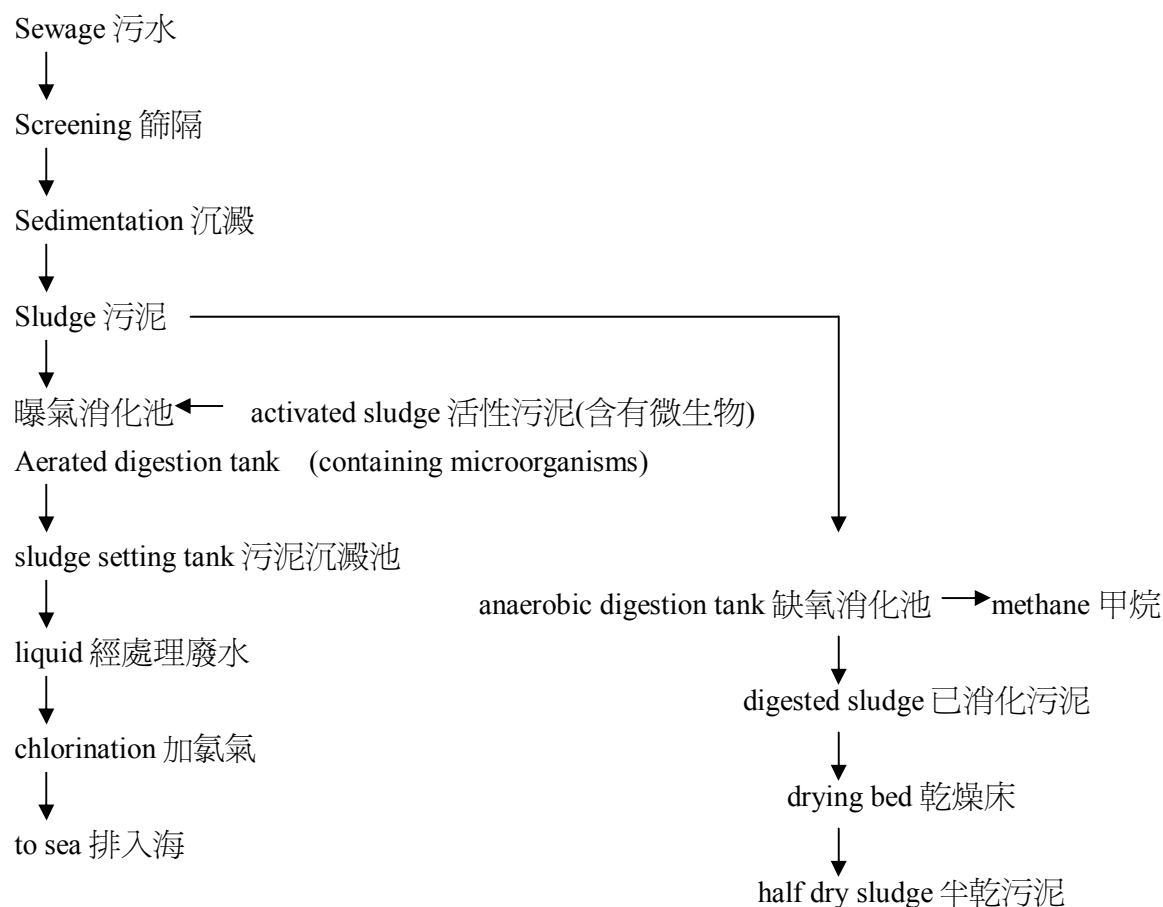 Sewage 污水
Screening 篩隔
Sedimentation 沉澱
Sludge 污泥
曝氣消化池 activated sludge 活性污泥(含有微生物)
Aerated digestion tank (containing microorganisms)
sludge setting tank 污泥沉澱池
anaerobic digestion tank 缺氧消化池 methane 甲烷
liquid 經處理廢水
digested sludge 已消化污泥
chlorination 加氯氣
drying bed 乾燥床
to sea 排入海
half dry sludge 半乾污泥